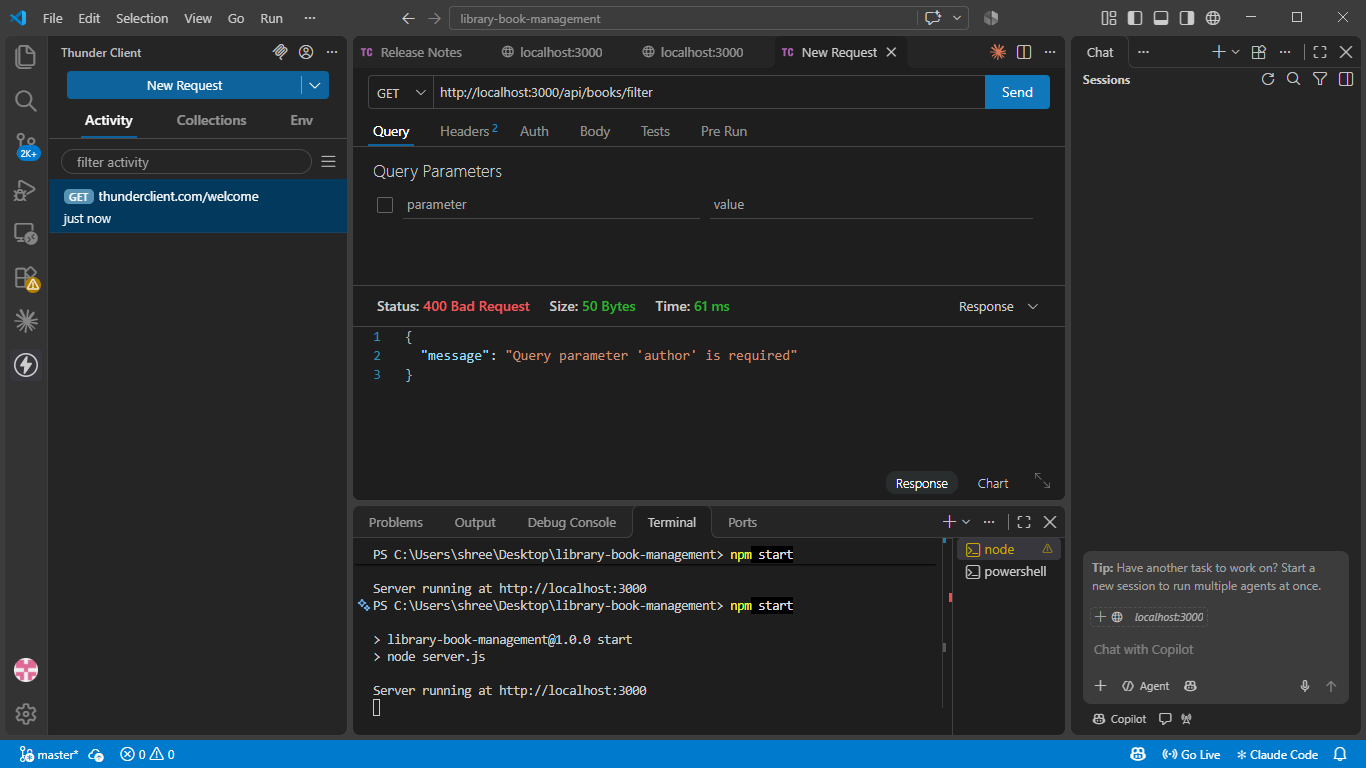 File Edit Selection View Go Run ···
library-book-management
Thunder Client
New Request
Activity Collections Env
filter activity
GET thunderclient.com/welcome
just now
2K+
TC Release Notes
localhost:3000
localhost:3000
TC New Request
GET http://localhost:3000/api/books/filter Send
Query Headers 2 Auth Body Tests Pre Run
Query Parameters
parameter value
Status: 400 Bad Request Size: 50 Bytes Time: 61 ms Response
1 {
2 "message": "Query parameter 'author' is required"
3 }
Response Chart
Problems Output Debug Console Terminal Ports
PS C:\Users\shree\Desktop\library-book-management> npm start
Server running at http://localhost:3000
PS C:\Users\shree\Desktop\library-book-management> npm start
> library-book-management@1.0.0 start
> node server.js
Server running at http://localhost:3000
node
powershell
Chat
Sessions
Tip: Have another task to work on? Start a
new session to run multiple agents at once.
localhost:3000
Chat with Copilot
Agent
Copilot
master* 0 0 Go Live Claude Code